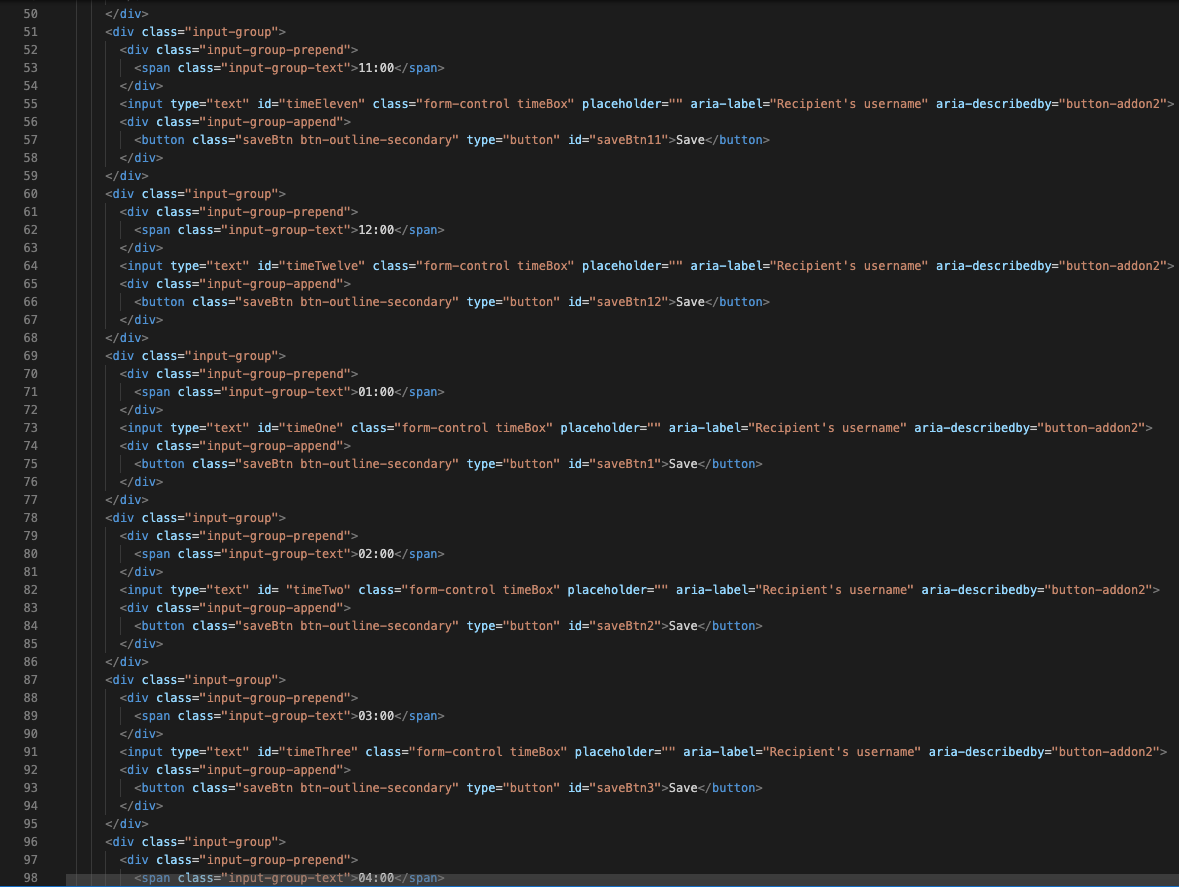 50 </div>
51 <div class="input-group">
52 <div class="input-group-prepend">
53 <span class="input-group-text">11:00</span>
54 </div>
55 <input type="text" id="timeEleven" class="form-control timeBox" placeholder="" aria-label="Recipient's username" aria-describedby="button-addon2">
56 <div class="input-group-append">
57 <button class="saveBtn btn-outline-secondary" type="button" id="saveBtn11">Save</button>
58 </div>
59 </div>
60 <div class="input-group">
61 <div class="input-group-prepend">
62 <span class="input-group-text">12:00</span>
63 </div>
64 <input type="text" id="timeTwelve" class="form-control timeBox" placeholder="" aria-label="Recipient's username" aria-describedby="button-addon2">
65 <div class="input-group-append">
66 <button class="saveBtn btn-outline-secondary" type="button" id="saveBtn12">Save</button>
67 </div>
68 </div>
69 <div class="input-group">
70 <div class="input-group-prepend">
71 <span class="input-group-text">01:00</span>
72 </div>
73 <input type="text" id="timeOne" class="form-control timeBox" placeholder="" aria-label="Recipient's username" aria-describedby="button-addon2">
74 <div class="input-group-append">
75 <button class="saveBtn btn-outline-secondary" type="button" id="saveBtn1">Save</button>
76 </div>
77 </div>
78 <div class="input-group">
79 <div class="input-group-prepend">
80 <span class="input-group-text">02:00</span>
81 </div>
82 <input type="text" id= "timeTwo" class="form-control timeBox" placeholder="" aria-label="Recipient's username" aria-describedby="button-addon2">
83 <div class="input-group-append">
84 <button class="saveBtn btn-outline-secondary" type="button" id="saveBtn2">Save</button>
85 </div>
86 </div>
87 <div class="input-group">
88 <div class="input-group-prepend">
89 <span class="input-group-text">03:00</span>
90 </div>
91 <input type="text" id="timeThree" class="form-control timeBox" placeholder="" aria-label="Recipient's username" aria-describedby="button-addon2">
92 <div class="input-group-append">
93 <button class="saveBtn btn-outline-secondary" type="button" id="saveBtn3">Save</button>
94 </div>
95 </div>
96 <div class="input-group">
97 <div class="input-group-prepend">
98 <span class="input-group-text">04:00</span>